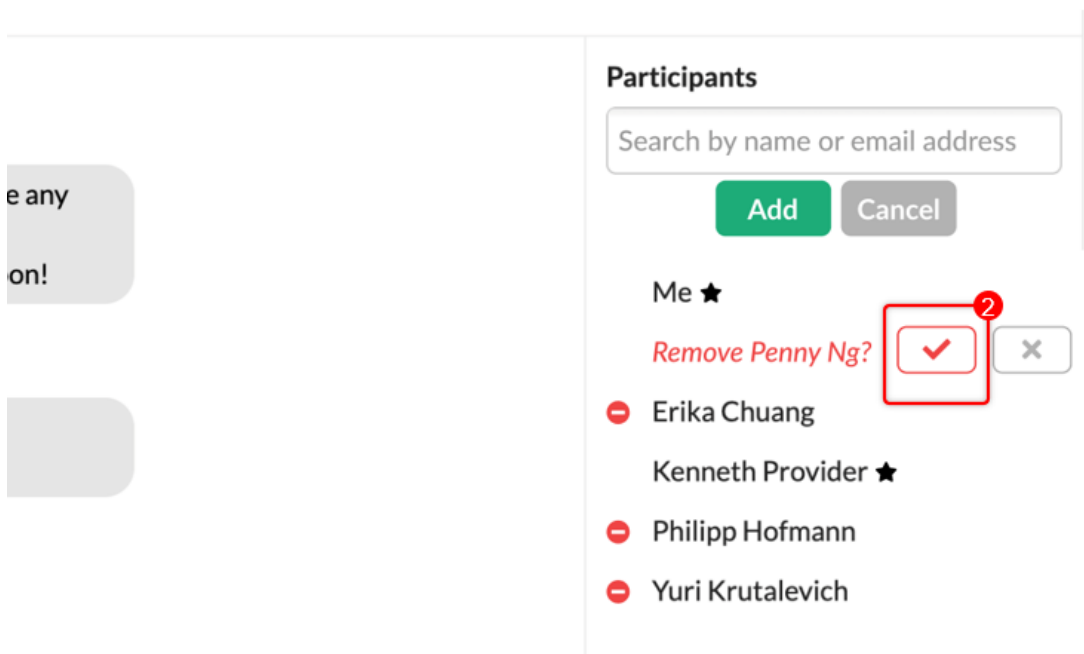 Participants
Search by name or email address
Add Cancel
e any
on!
Me
2
Remove Penny Ng?
Erika Chuang
Kenneth Provider
Philipp Hofmann
Yuri Krutalevich